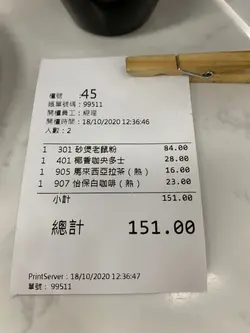 檯號 :45
賬單號碼:99511
開檯員工:經理
開檯時間:18/10/2020 12:36:46
人數:2
1 301 砂煲老鼠粉 84.00
1 401 椰香咖央多士 28.00
1 905 馬來西亞拉茶(熱) 16.00
1 907 怡保白咖啡(熱) 23.00
小計 151.00
總計 151.00
PrintServer:18/10/2020 12:36:47
單號: 99511